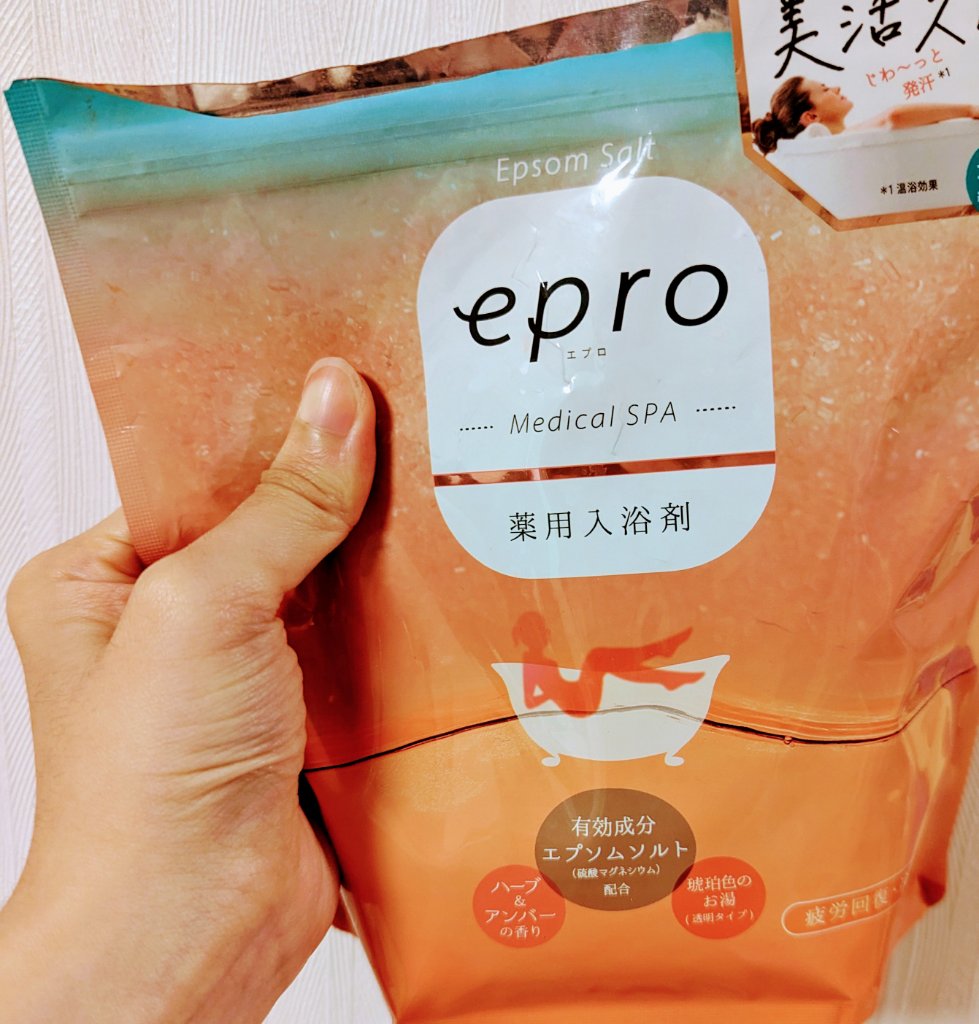 美活
じわ〜っと
発汗*1
*1温浴効果
Epsom Salt
epro
エプロ
Medical SPA
薬用入浴剤
有効成分
エプソムソルト
(硫酸マグネシウム)
配合
ハーブ
&
アンバー
の香り
琥珀色の
お湯
(透明タイプ)
疲労回復・